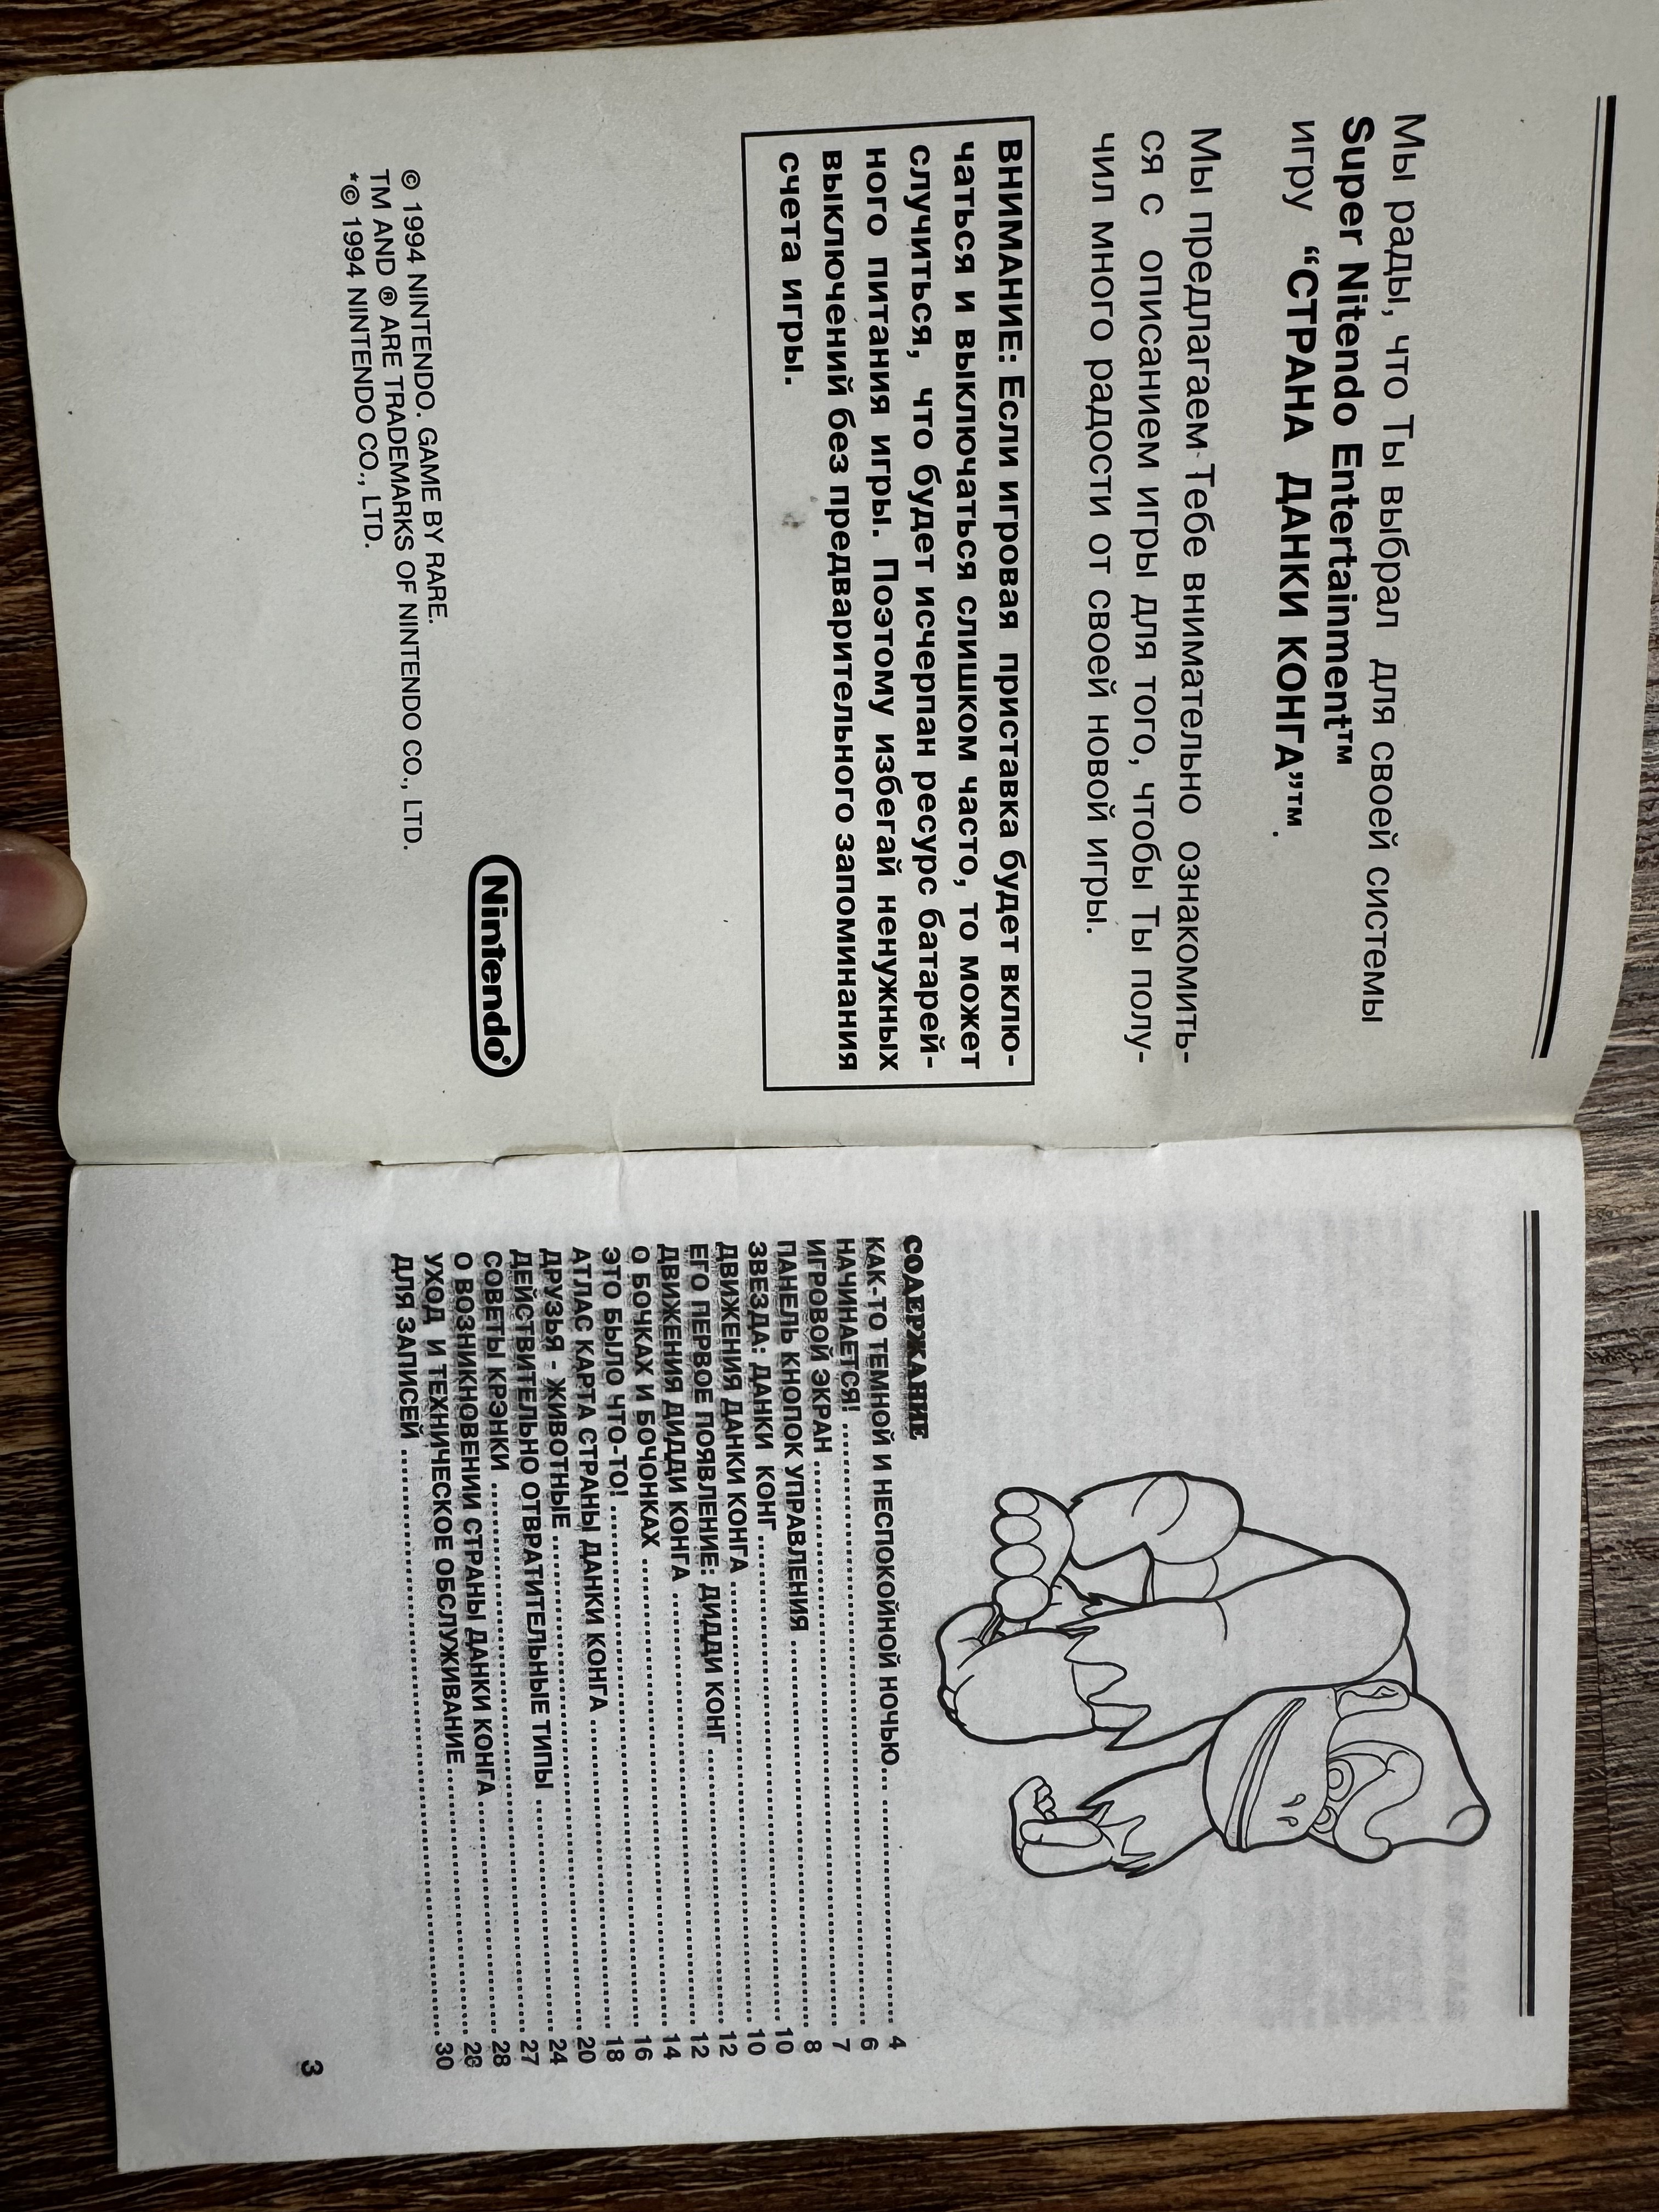 Мы рады, что Ты выбрал для своей системы
Super Nitendo Entertainment™
игру “СТРАНА ДАНКИ КОНГА”™.
Мы предлагаем Тебе внимательно ознакомить-
ся с описанием игры для того, чтобы Ты полу-
чил много радости от своей новой игры.
ВНИМАНИЕ: Если игровая приставка будет вклю-
чаться и выключаться слишком часто, то может
случиться, что будет исчерпан ресурс батарей-
ного питания игры. Поэтому избегай ненужных
выключений без предварительного запоминания
счета игры.
Nintendo®
© 1994 NINTENDO. GAME BY RARE.
TM AND ® ARE TRADEMARKS OF NINTENDO CO., LTD.
*© 1994 NINTENDO CO., LTD.
СОДЕРЖАНИЕ
КАК-ТО ТЕМНОЙ И НЕСПОКОЙНОЙ НОЧЬЮ ... 4
НАЧИНАЕТСЯ! ... 6
ИГРОВОЙ ЭКРАН ... 7
ПАНЕЛЬ КНОПОК УПРАВЛЕНИЯ ... 8
ЗВЕЗДА: ДАНКИ КОНГ ... 10
ДВИЖЕНИЯ ДАНКИ КОНГА ... 10
ЕГО ПЕРВОЕ ПОЯВЛЕНИЕ: ДИДДИ КОНГ ... 12
ДВИЖЕНИЯ ДИДДИ КОНГА ... 12
О БОЧКАХ И БОЧОНКАХ ... 14
ЭТО БЫЛО ЧТО-ТО! ... 16
АТЛАС КАРТА СТРАНЫ ДАНКИ КОНГА ... 18
ДРУЗЬЯ - ЖИВОТНЫЕ ... 20
ДЕЙСТВИТЕЛЬНО ОТВРАТИТЕЛЬНЫЕ ТИПЫ ... 24
СОВЕТЫ КРЭНКИ ... 27
О ВОЗНИКНОВЕНИИ СТРАНЫ ДАНКИ КОНГА ... 28
УХОД И ТЕХНИЧЕСКОЕ ОБСЛУЖИВАНИЕ ... 28
ДЛЯ ЗАПИСЕЙ ... 30
3